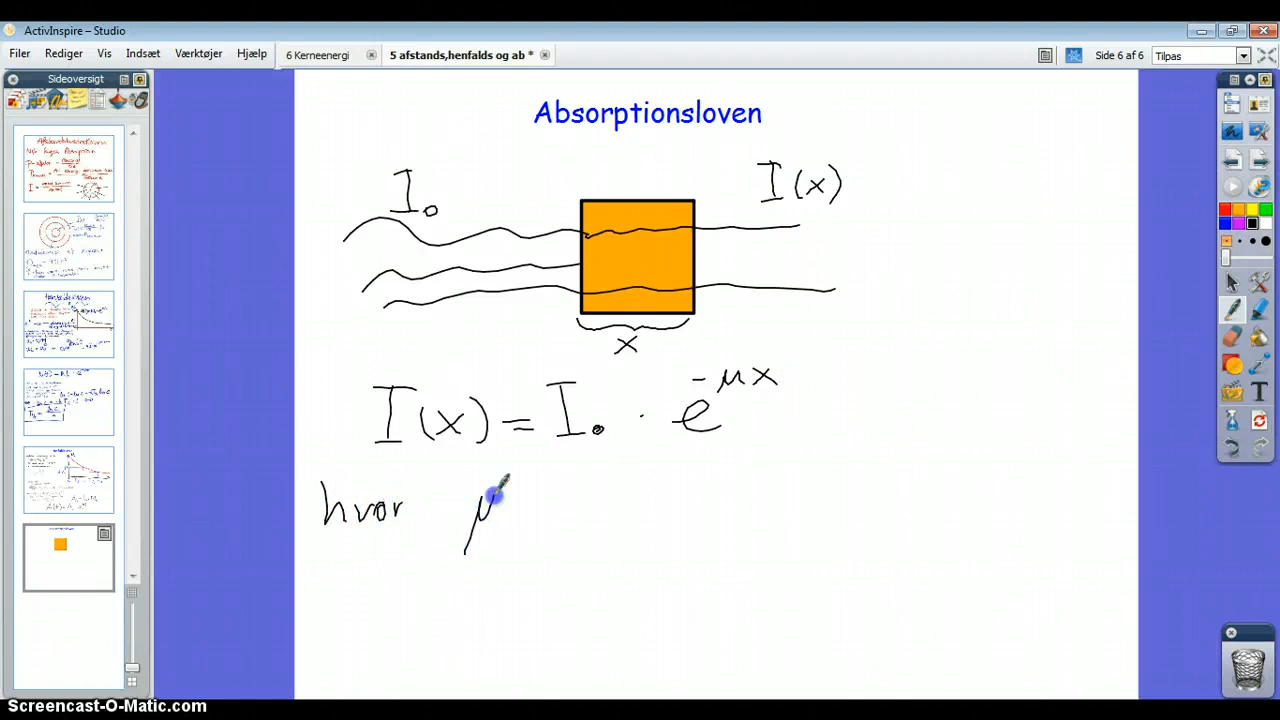 ActivInspire – Studio
Filer Rediger Vis Indsæt Værktøjer Hjælp
6 Kerneenergi
5 afstands,henfalds og ab *
Side 6 af 6
Tilpas
Sideoversigt
Absorptionsloven
I₀
I(x)
x
I(x) = I₀ · e^-μx
hvor μ
Screencast-O-Matic.com